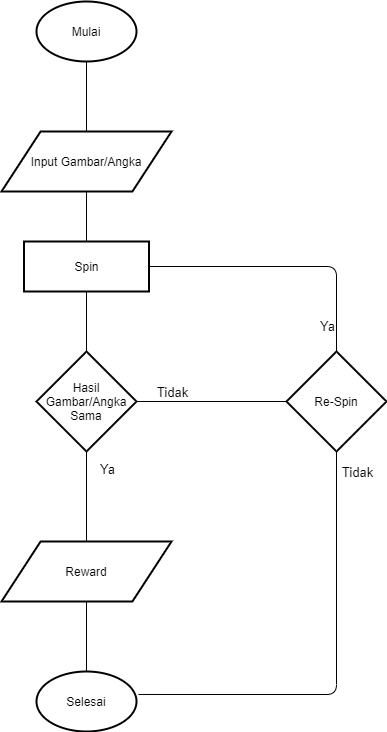 Mulai
Input Gambar/Angka
Spin
Ya
Hasil
Gambar/Angka
Sama
Tidak
Re-Spin
Ya
Tidak
Reward
Selesai